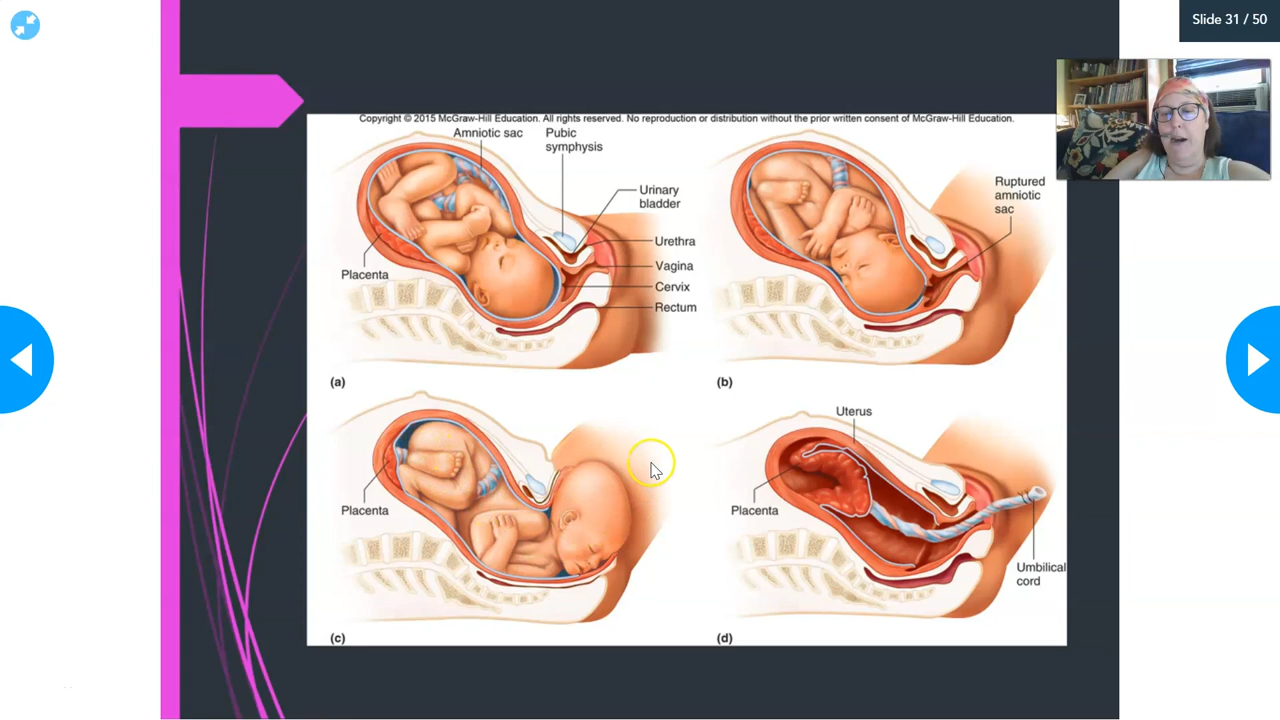 Slide 31 / 50
Copyright © 2015 McGraw-Hill Education. All rights reserved. No reproduction or distribution without the prior written consent of McGraw-Hill Education.
Amniotic sac
Pubic
symphysis
Urinary
bladder
Urethra
Vagina
Cervix
Rectum
Placenta
(a)
Ruptured
amniotic
sac
(b)
Placenta
(c)
Uterus
Placenta
Umbilical
cord
(d)